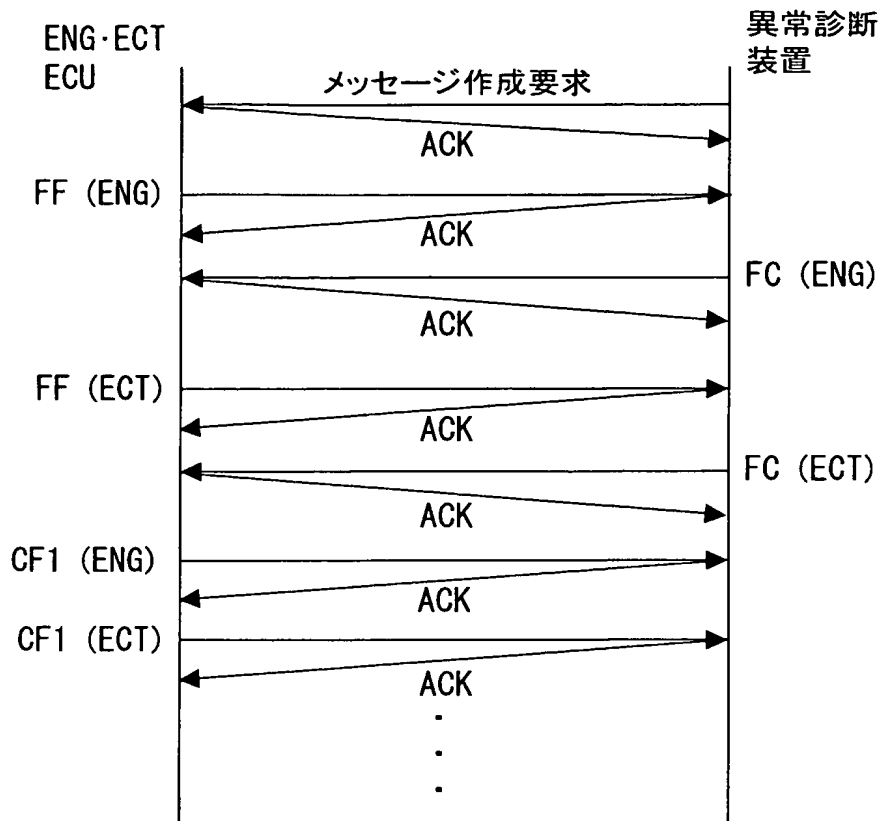 ENG·ECT
ECU
異常診断
装置
メッセージ作成要求
ACK
FF (ENG)
ACK
FC (ENG)
ACK
FF (ECT)
ACK
FC (ECT)
ACK
CF1 (ENG)
ACK
CF1 (ECT)
ACK